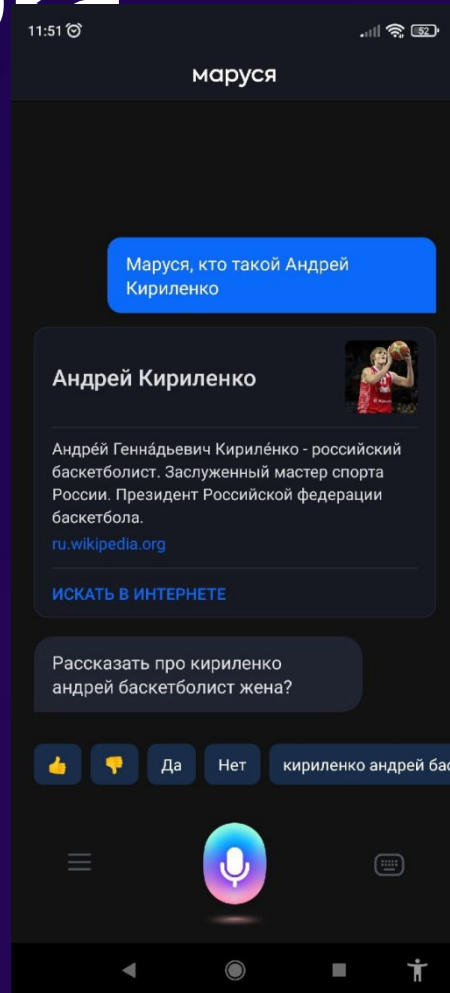 11:51
52
маруся
Маруся, кто такой Андрей
Кириленко
Андрей Кириленко
Андре́й Генна́дьевич Кириле́нко - российский
баскетболист. Заслуженный мастер спорта
России. Президент Российской федерации
баскетбола.
ru.wikipedia.org
ИСКАТЬ В ИНТЕРНЕТЕ
Рассказать про кириленко
андрей баскетболист жена?
Да
Нет
кириленко андрей бас